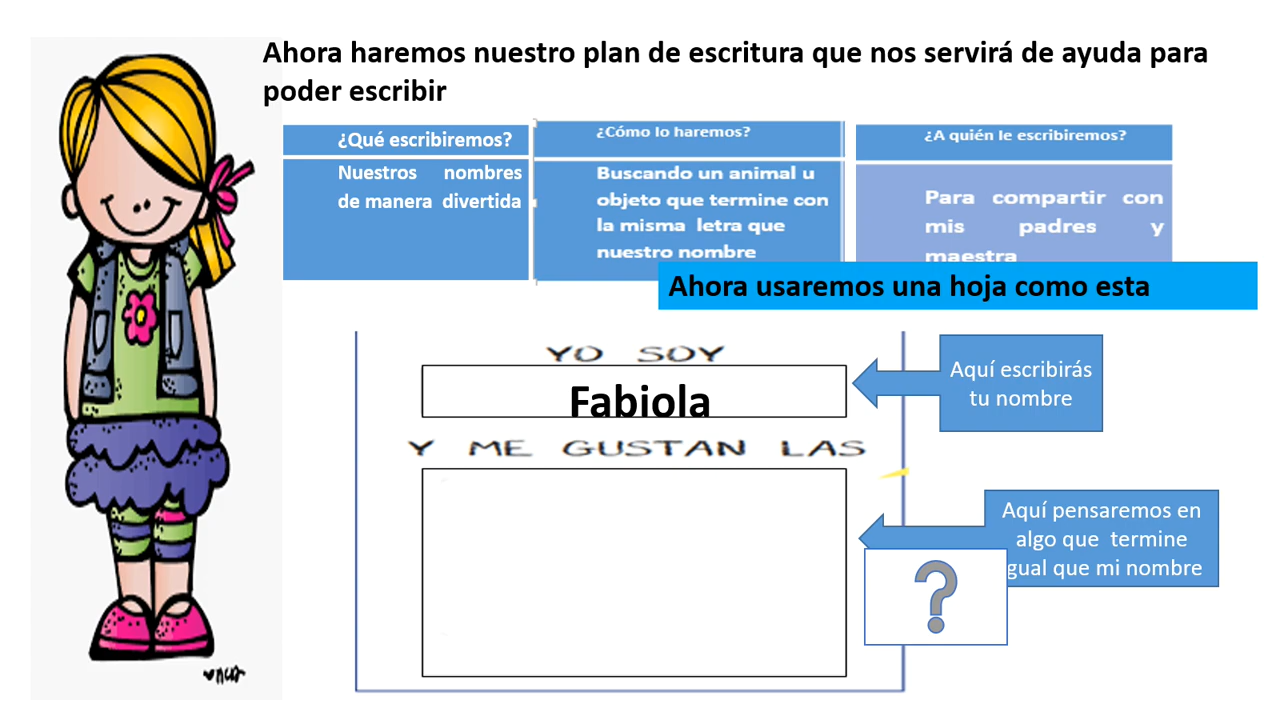 Ahora haremos nuestro plan de escritura que nos servirá de ayuda para
poder escribir
¿Qué escribiremos?
Nuestros nombres
de manera divertida
¿Cómo lo haremos?
Buscando un animal u
objeto que termine con
la misma letra que
nuestro nombre
¿A quién le escribiremos?
Para compartir con
mis padres y
maestra
Ahora usaremos una hoja como esta
YO SOY
Fabiola
Aquí escribirás
tu nombre
Y ME GUSTAN LAS
Aquí pensaremos en
algo que termine
gual que mi nombre
?